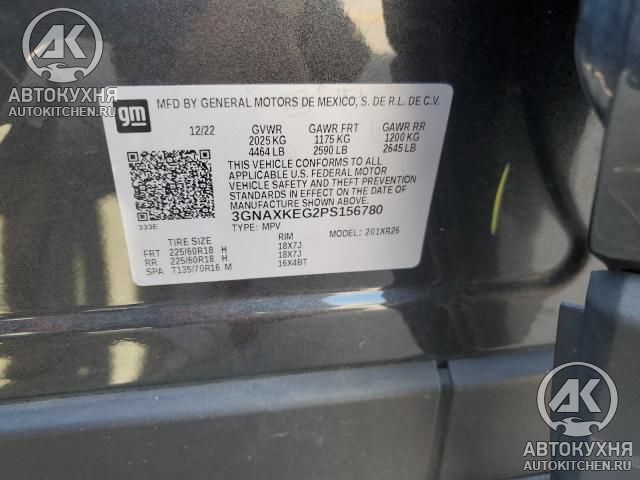 AK
АВТОКУХНЯ
AUTOKITCHEN.RU
gm
MFD BY GENERAL MOTORS DE MEXICO, S. DE R.L. DE C.V.
12/22 GVWR GAWR FRT GAWR RR
2025 KG 1175 KG 1200 KG
4464 LB 2590 LB 2645 LB
THIS VEHICLE CONFORMS TO ALL
APPLICABLE U.S. FEDERAL MOTOR
VEHICLE SAFETY AND THEFT PREVENTION
STANDARDS IN EFFECT ON THE DATE OF
MANUFACTURE SHOWN ABOVE.
333E 3GNAXKEG2PS156780
TYPE: MPV MODEL: 201XR26
TIRE SIZE RIM
FRT 225/60R18 H 18X7J
RR 225/60R18 H 18X7J
SPA T135/70R16 M 16X4BT
AK
АВТОКУХНЯ
AUTOKITCHEN.RU